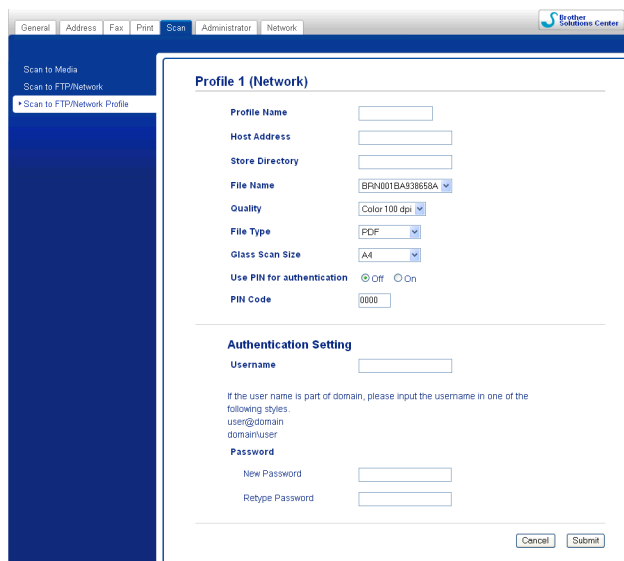 General Address Fax Print Scan Administrator Network
Brother
Solutions Center
Scan to Media
Scan to FTP/Network
Scan to FTP/Network Profile
Profile 1 (Network)
Profile Name
Host Address
Store Directory
File Name BRN001BA938658A
Quality Color 100 dpi
File Type PDF
Glass Scan Size A4
Use PIN for authentication Off On
PIN Code 0000
Authentication Setting
Username
If the user name is part of domain, please input the username in one of the
following styles.
user@domain
domain\user
Password
New Password
Retype Password
Cancel Submit